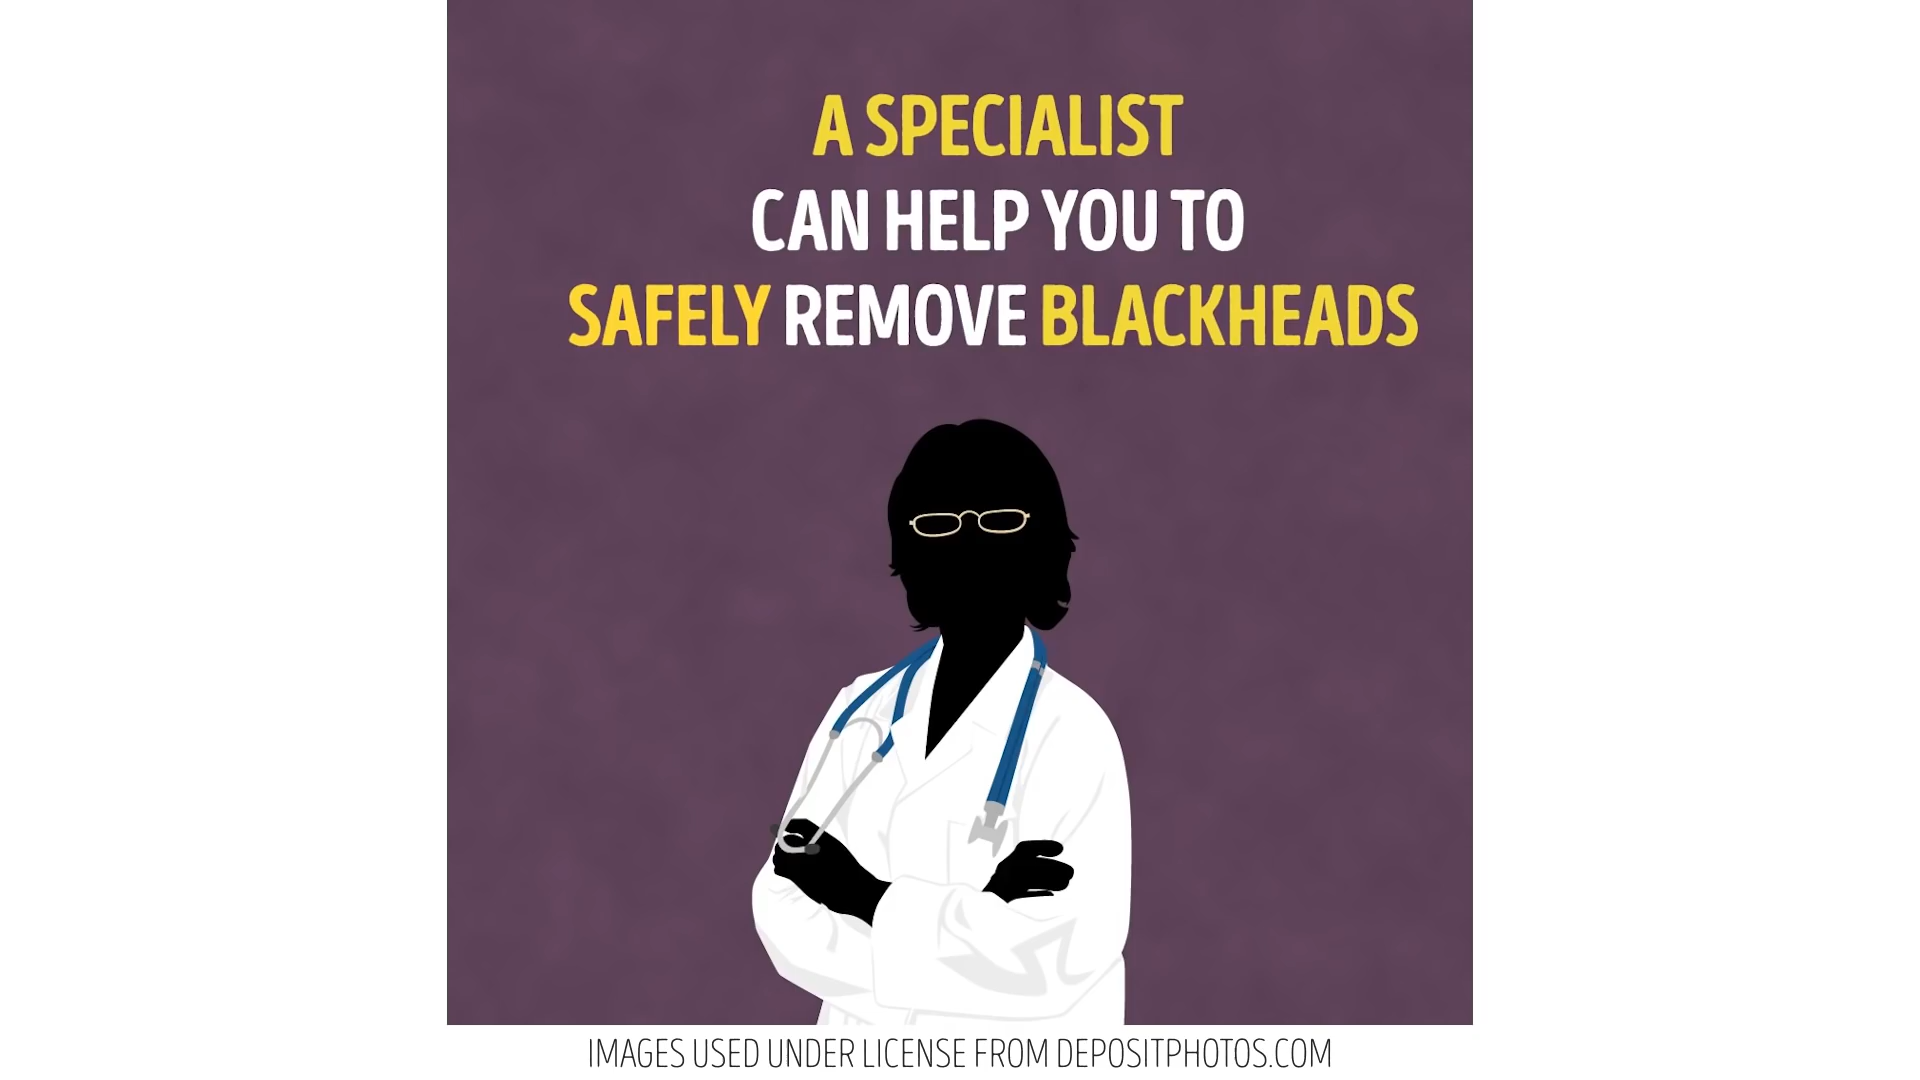 A SPECIALIST
CAN HELP YOU TO
SAFELY REMOVE BLACKHEADS
IMAGES USED UNDER LICENSE FROM DEPOSITPHOTOS.COM